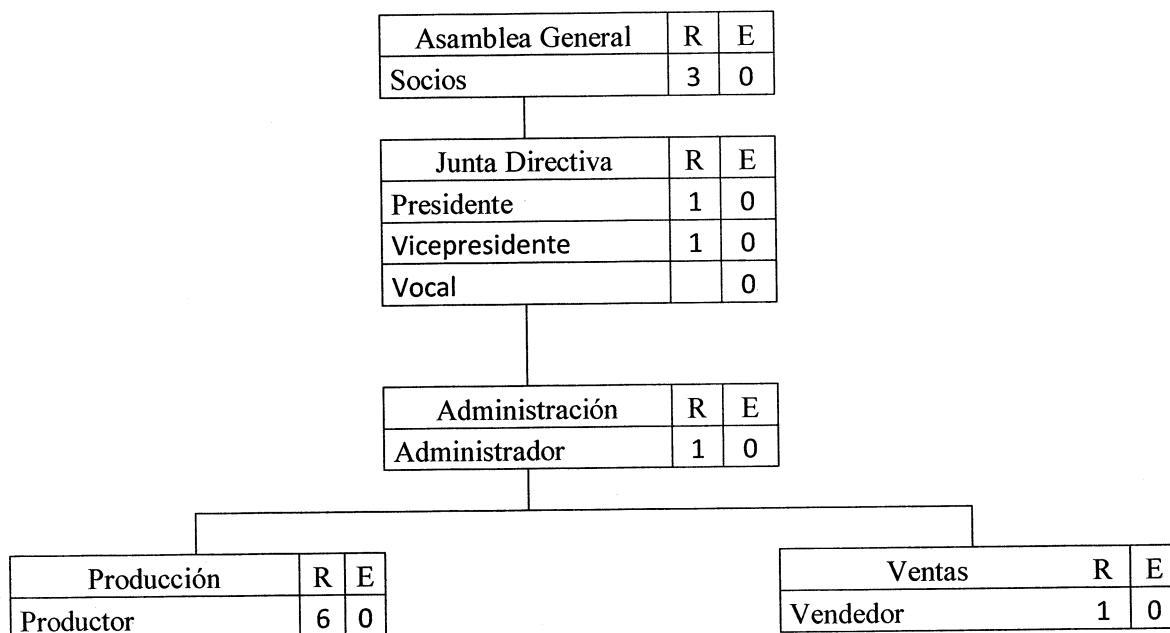 Asamblea General R E
Socios 3 0
Junta Directiva R E
Presidente 1 0
Vicepresidente 1 0
Vocal 0
Administración R E
Administrador 1 0
Producción R E
Productor 6 0
Ventas R E
Vendedor 1 0